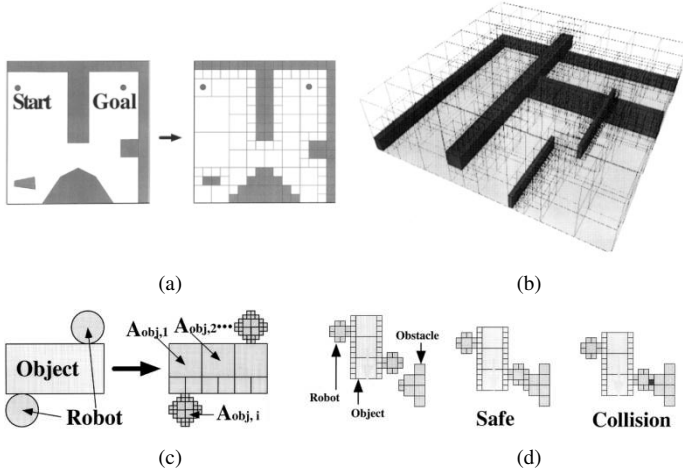 Start
Goal
(a)
(b)
Object
Robot
Aobj,1
Aobj,2•••
Aobj, i
(c)
Obstacle
Robot
Object
Safe
Collision
(d)